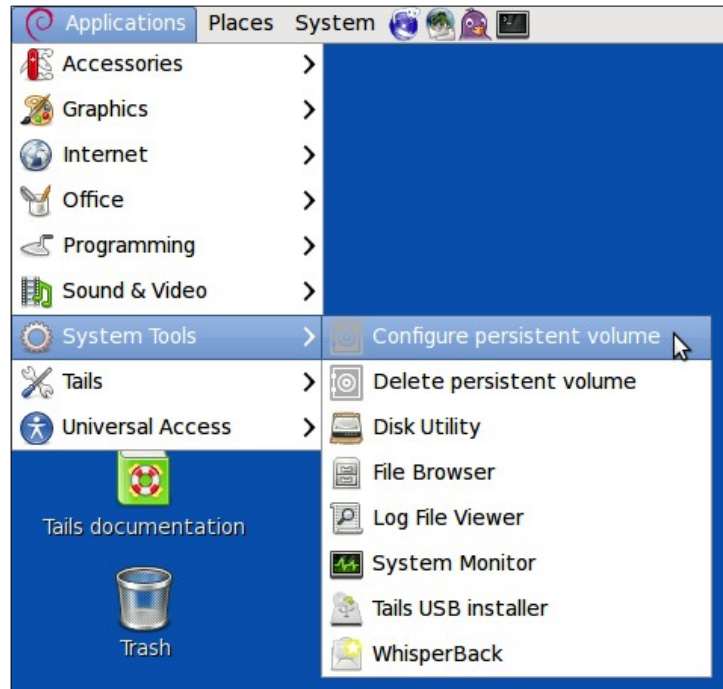 Applications Places System
Accessories
Graphics
Internet
Office
Programming
Sound & Video
System Tools
Tails
Universal Access
Configure persistent volume
Delete persistent volume
Disk Utility
File Browser
Log File Viewer
System Monitor
Tails USB installer
WhisperBack
Tails documentation
Trash